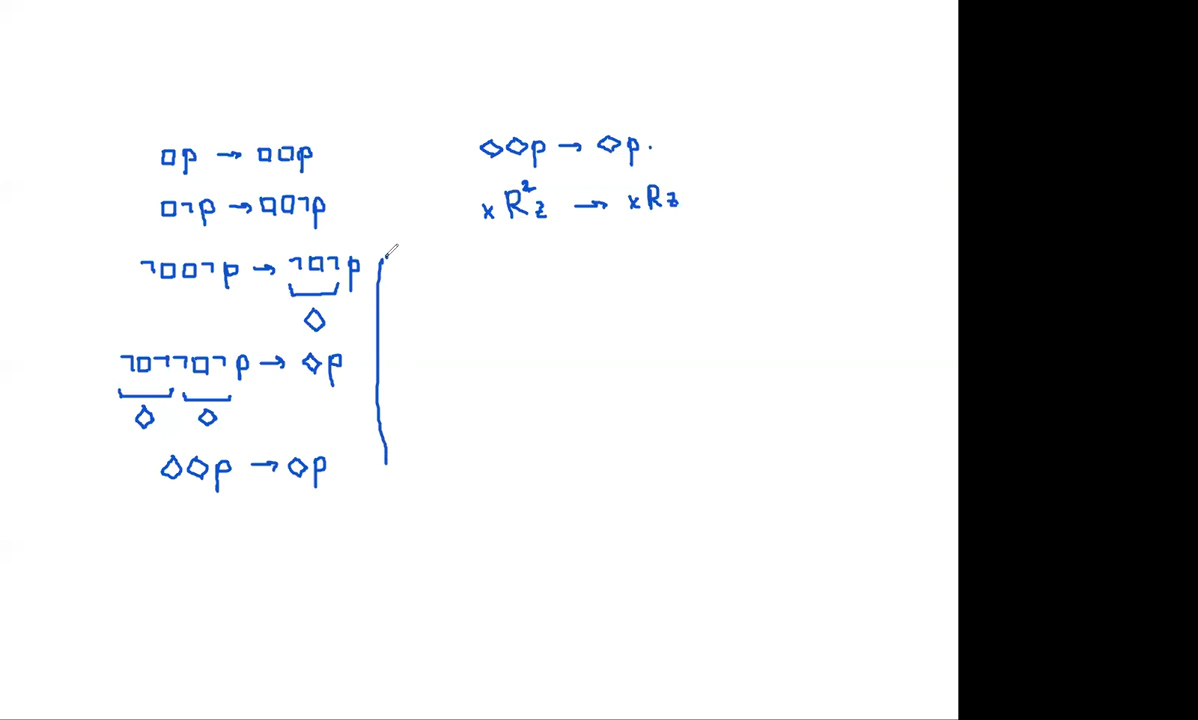 □p → □□p
□¬p → □□¬p
¬□□¬p → ¬□¬p
◇
¬□¬¬□¬p → ◇p
◇ ◇
◇◇p → ◇p
◇◇p → ◇p.
xR²z → xRz